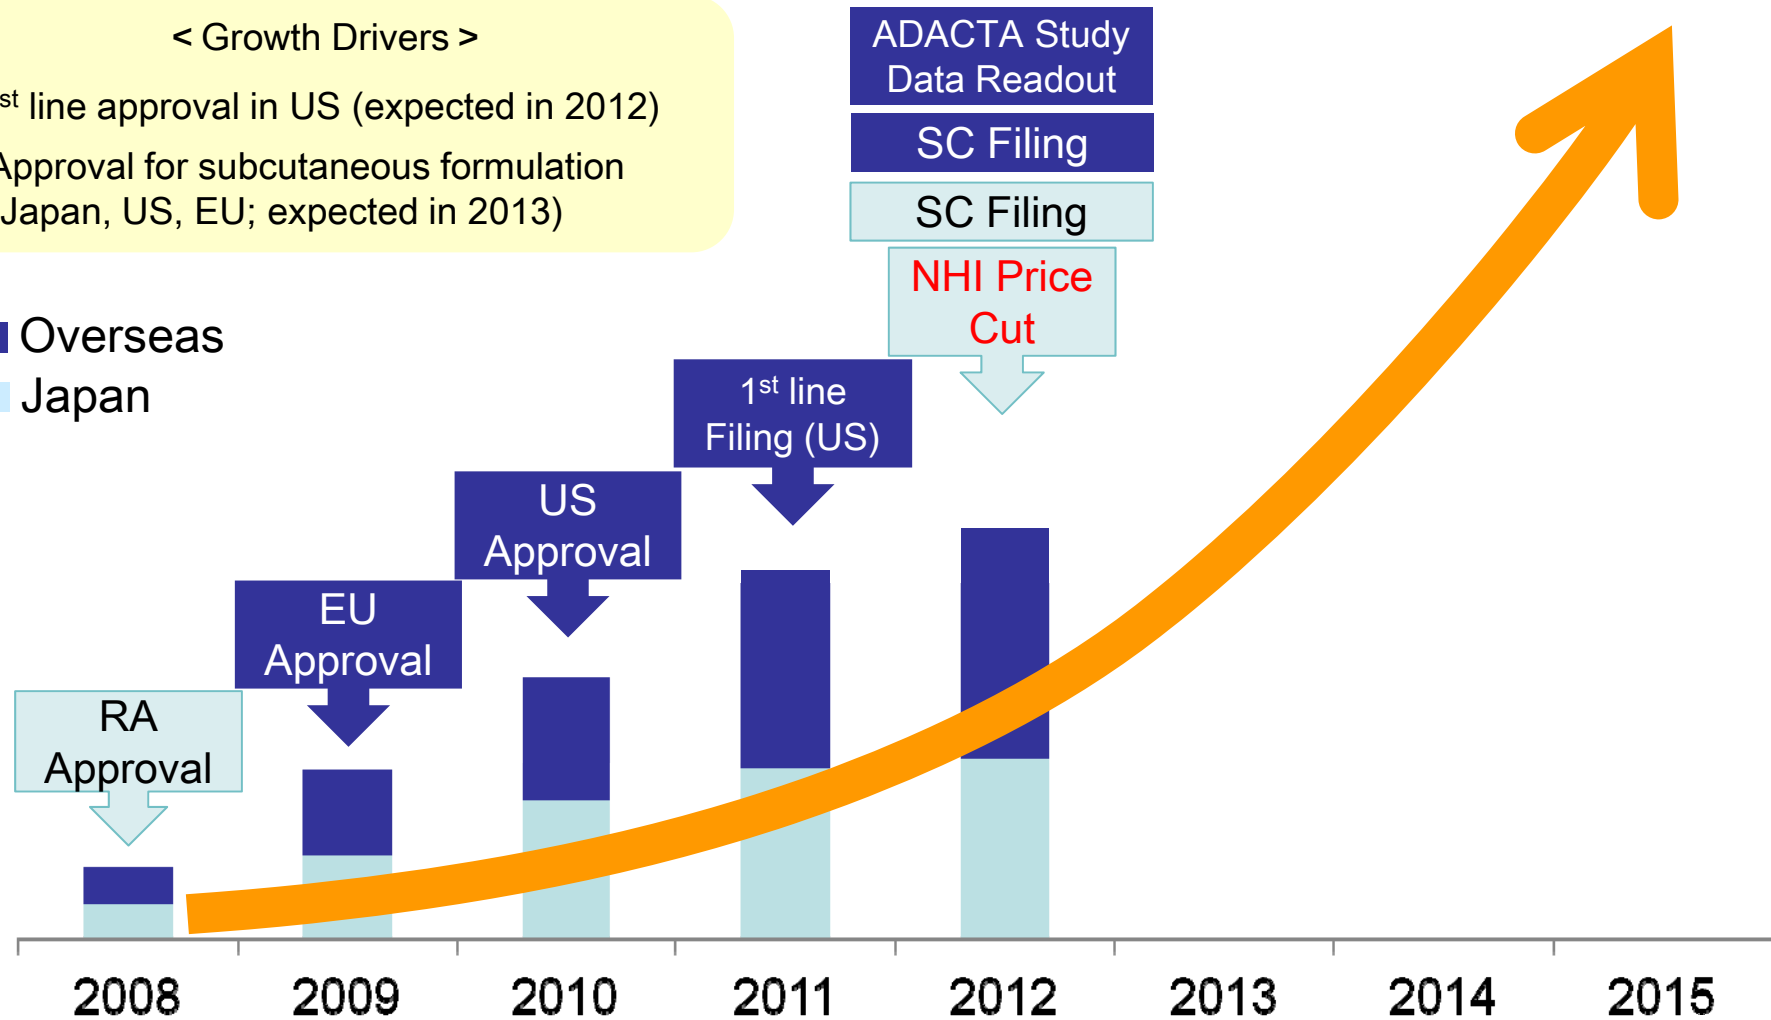 < Growth Drivers >
st line approval in US (expected in 2012)
Approval for subcutaneous formulation
Japan, US, EU; expected in 2013)
Overseas
Japan
ADACTA Study
Data Readout
SC Filing
SC Filing
NHI Price
Cut
1st line
Filing (US)
US
Approval
EU
Approval
RA
Approval
2008 2009 2010 2011 2012 2013 2014 2015